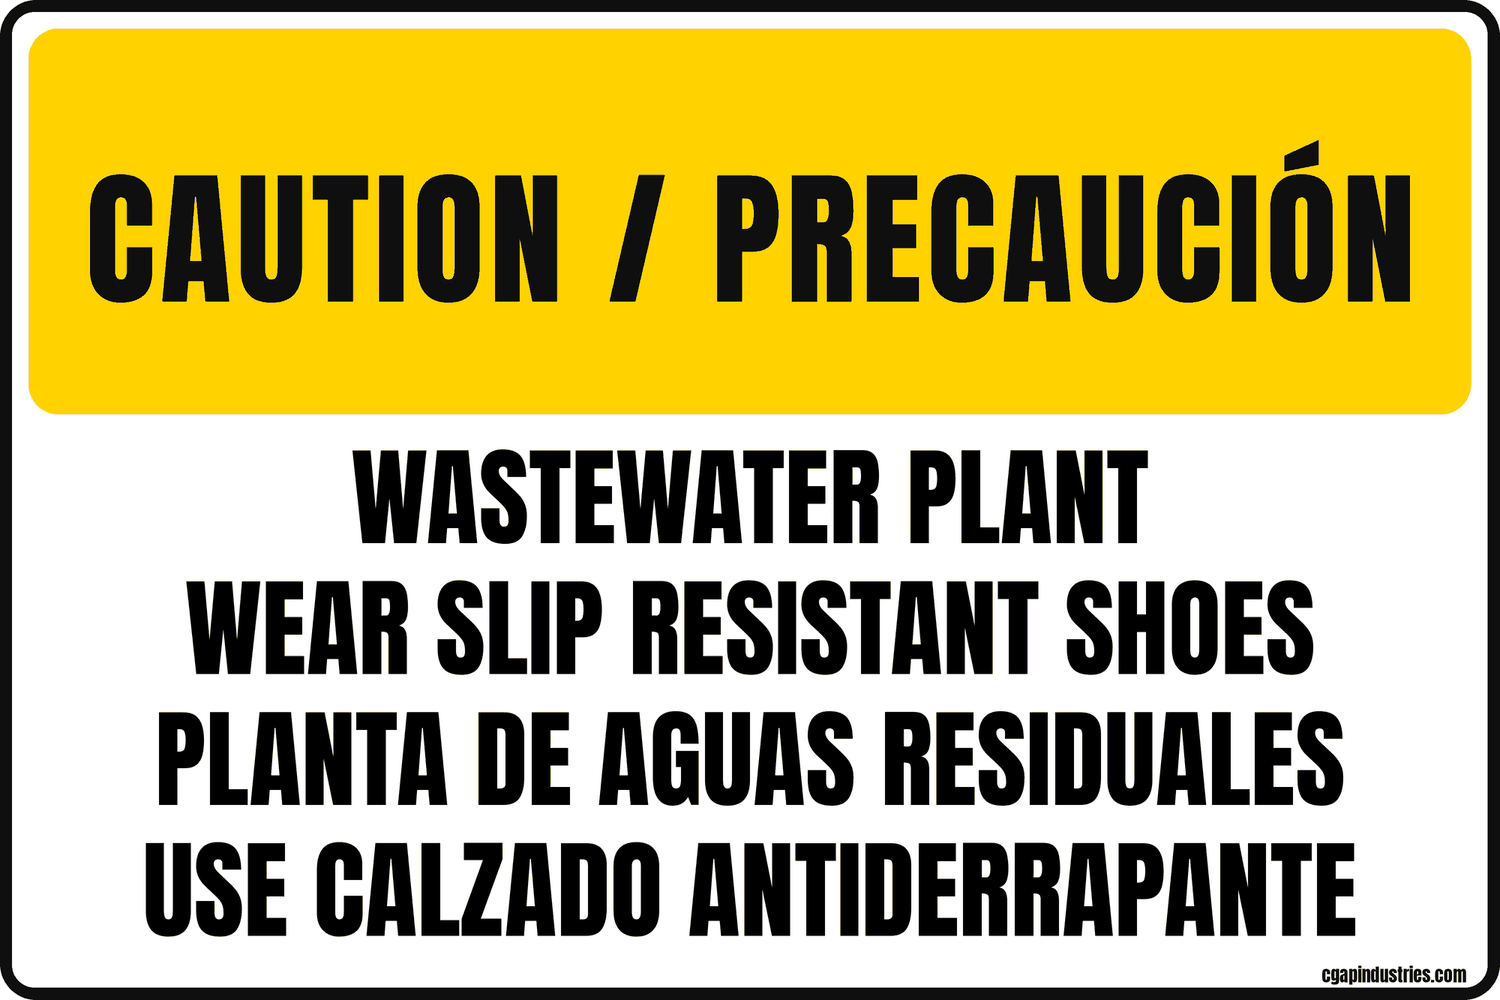 CAUTION / PRECAUCIÓN
WASTEWATER PLANT
WEAR SLIP RESISTANT SHOES
PLANTA DE AGUAS RESIDUALES
USE CALZADO ANTIDERRAPANTE
cgapindustries.com